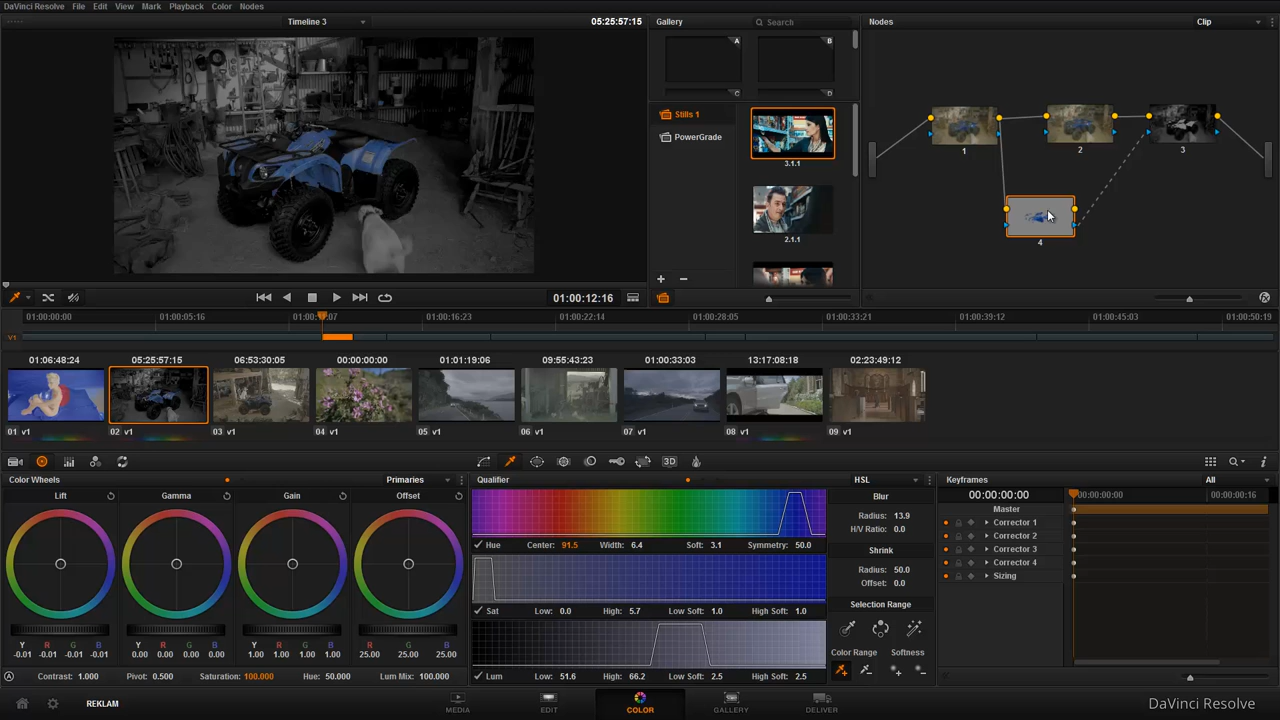 DaVinci Resolve File Edit View Mark Playback Color Nodes
Timeline 3 05:25:57:15 Gallery Search Nodes Clip
A B
C D
Stills 1
PowerGrade
3.1.1
2.1.1
1 2 3
4
01:00:12:16
01:00:00:00 01:00:05:16 01:00:16:23 01:00:22:14 01:00:28:05 01:00:33:21 01:00:39:12 01:00:45:03 01:00:50:19
V1
01:06:48:24 05:25:57:15 06:53:30:05 00:00:00:00 01:01:19:06 09:55:43:23 01:00:33:03 13:17:08:18 02:23:49:12
01 V1 02 V1 03 V1 04 V1 05 V1 06 V1 07 V1 08 V1 09 V1
3D
Color Wheels Primaries Qualifier HSL Keyframes All
Lift Gamma Gain Offset
Blur
Radius: 13.9
H/V Ratio: 0.0
Hue Center: 91.5 Width: 6.4 Soft: 3.1 Symmetry: 50.0
Shrink
Radius: 50.0
Offset: 0.0
Sat Low: 0.0 High: 5.7 Low Soft: 1.0 High Soft: 1.0
Selection Range
Color Range Softness
Lum Low: 51.6 High: 66.2 Low Soft: 2.5 High Soft: 2.5
Y R G B Y R G B Y R G B R G B
-0.01 -0.01 -0.01 -0.01 0.00 0.00 0.00 0.00 1.00 1.00 1.00 1.00 25.00 25.00 25.00
A Contrast: 1.000 Pivot: 0.500 Saturation: 100.000 Hue: 50.000 Lum Mix: 100.000
00:00:00:00 00:00:00:00 00:00:00:16
Master
Corrector 1
Corrector 2
Corrector 3
Corrector 4
Sizing
REKLAM MEDIA EDIT COLOR GALLERY DELIVER DaVinci Resolve